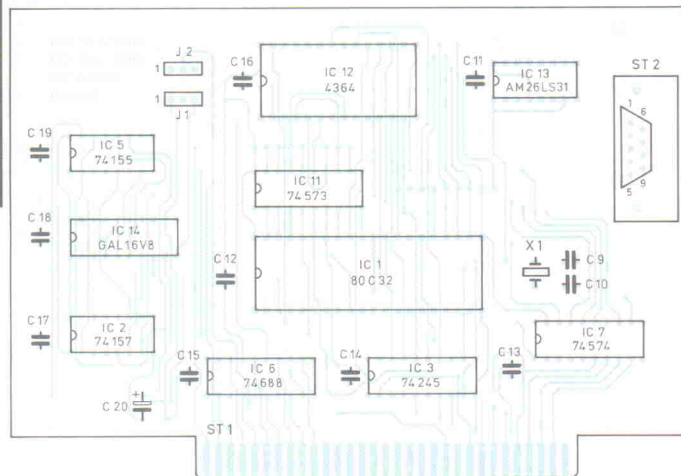 J 2
1
C 16
IC 12
4364
C 11
IC 13
AM26LS31
ST 2
1
6
5
9
1
J1
C 19
IC 5
74155
IC 11
74573
C 18
IC 14
GAL16V8
C 12
IC 1
80C32
X 1
C 9
C 10
C 17
IC 2
74157
IC 7
74574
C 15
IC 6
74688
C 14
IC 3
74245
C 13
+
C 20
ST 1